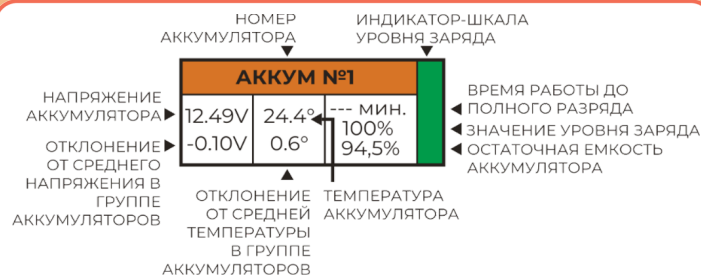 НОМЕР
АККУМУЛЯТОРА
ИНДИКАТОР-ШКАЛА
УРОВНЯ ЗАРЯДА
АККУМ №1
НАПРЯЖЕНИЕ
АККУМУЛЯТОРА
12.49V
24.4°
--- МИН.
100%
-0.10V
0.6°
94,5%
ВРЕМЯ РАБОТЫ ДО
ПОЛНОГО РАЗРЯДА
ЗНАЧЕНИЕ УРОВНЯ ЗАРЯДА
ОСТАТОЧНАЯ ЕМКОСТЬ
АККУМУЛЯТОРА
ОТКЛОНЕНИЕ
ОТ СРЕДНЕГО
НАПРЯЖЕНИЯ В
ГРУППЕ
АККУМУЛЯТОРОВ
ОТКЛОНЕНИЕ
ОТ СРЕДНЕЙ
ТЕМПЕРАТУРЫ
В ГРУППЕ
АККУМУЛЯТОРОВ
ТЕМПЕРАТУРА
АККУМУЛЯТОРА